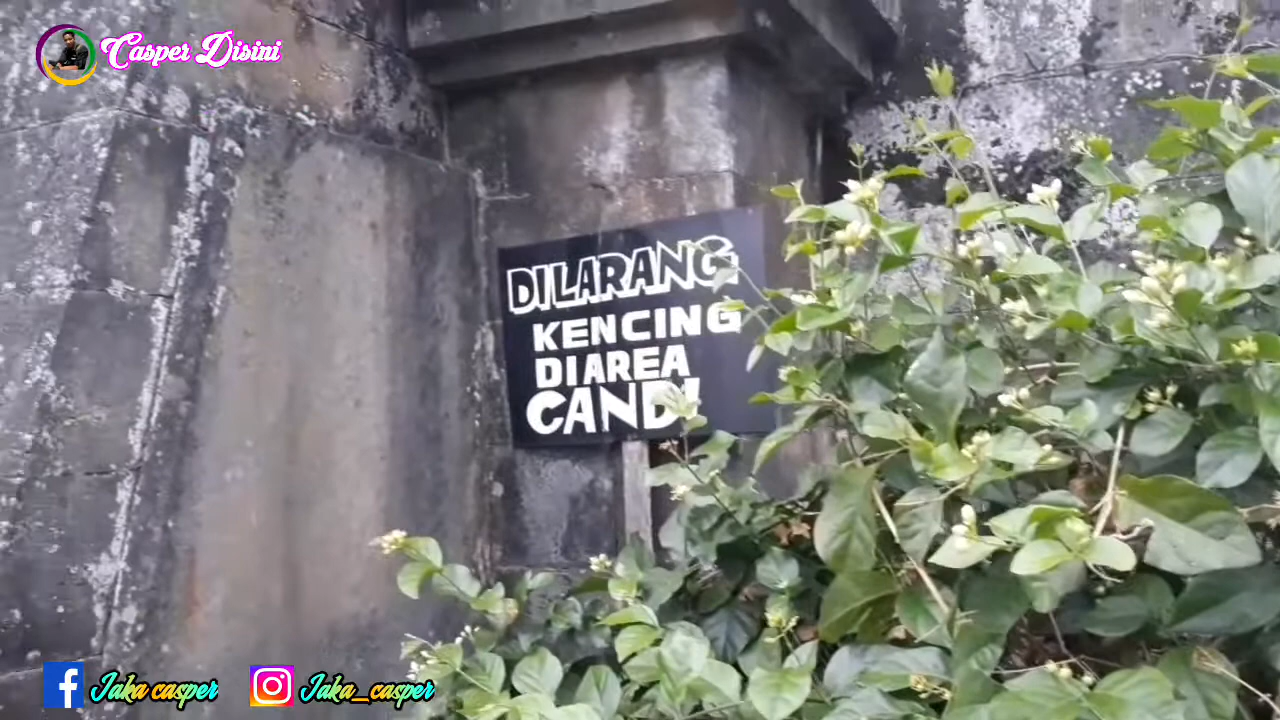 Casper Disini
DILARANG
KENCING
DIAREA
CANDI
Jaka casper
Jaka_casper